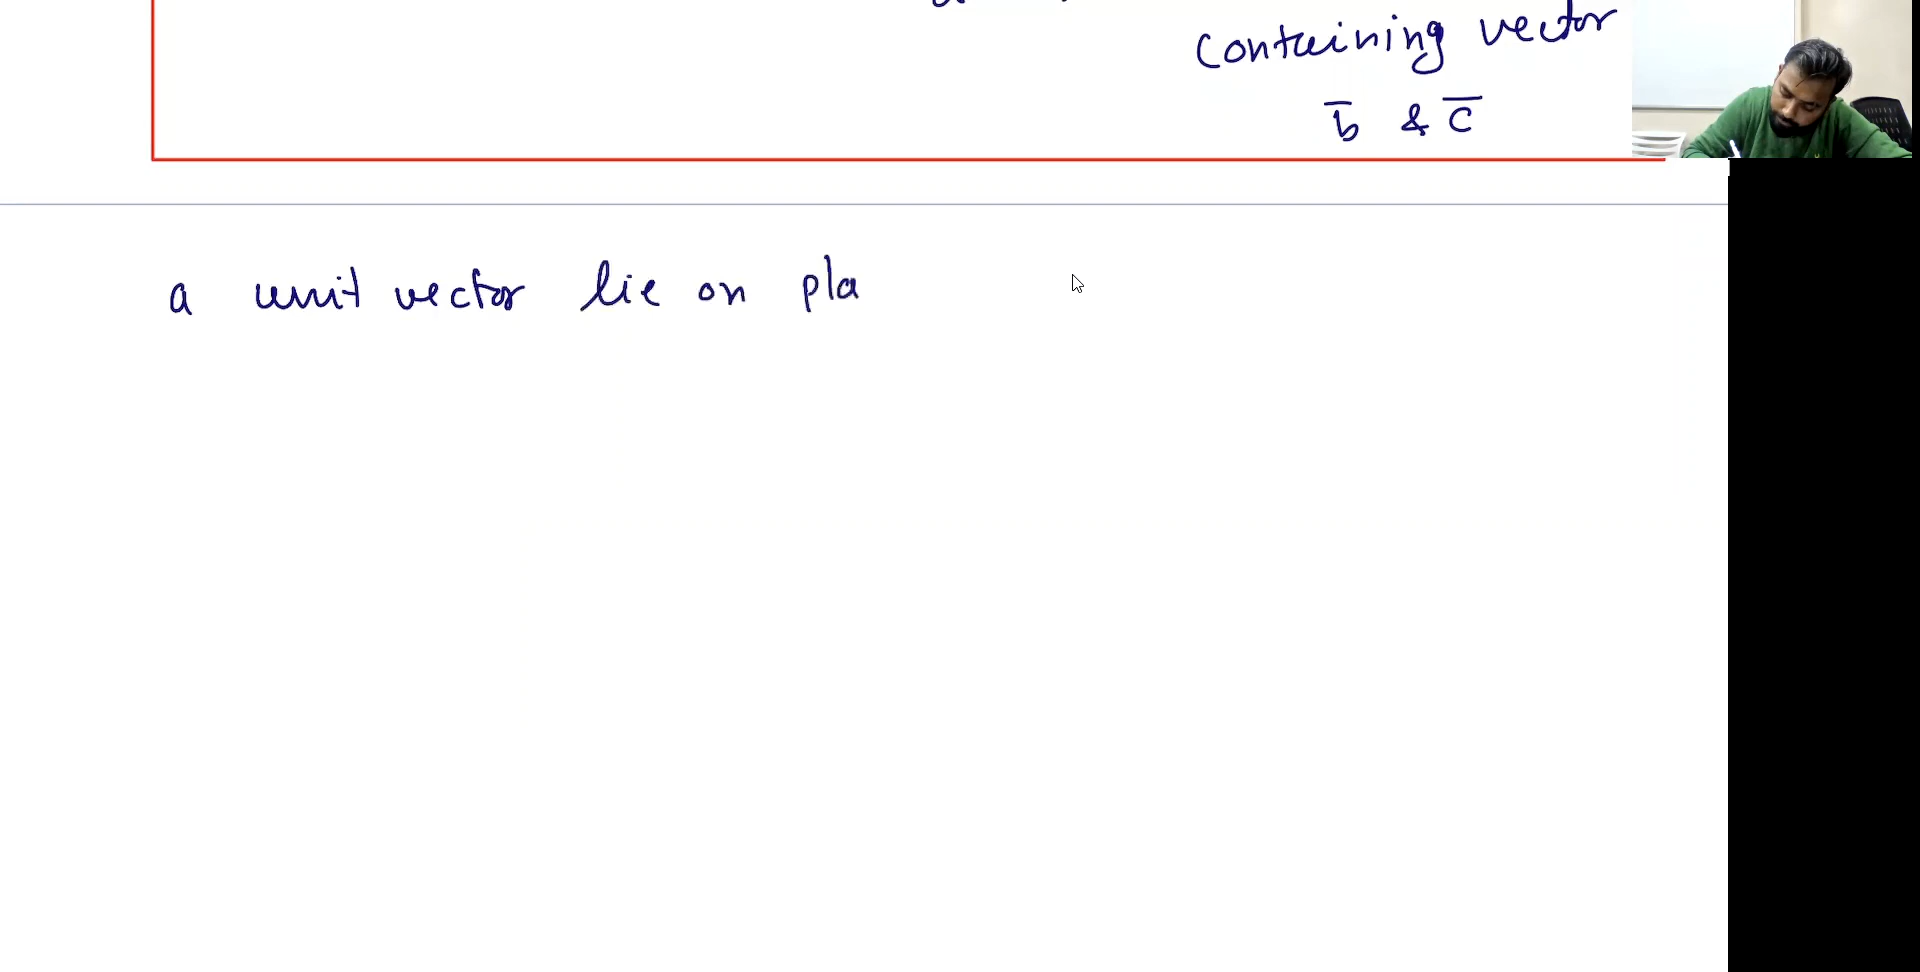 containing vector
b̅ & c̅
a unit vector lie on pla